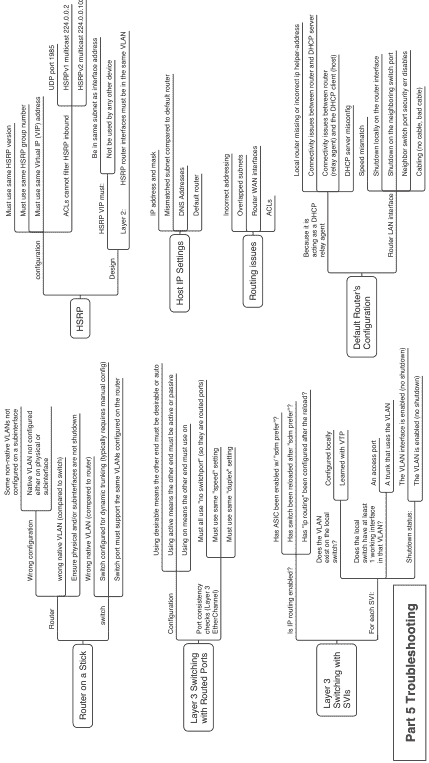 Router on a Stick
Router
Wrong configuration
Some non-native VLANs not
configured on a subinterface
Native VLAN not configured
either on physical or
subinterface
wrong native VLAN (compared to switch)
Ensure physical and/or subinterfaces are not shutdown
switch
Wrong native VLAN (compared to router)
Switch configured for dynamic trunking (typically requires manual config)
Switch port must support the same VLANs configured on the router
Layer 3 Switching
with Routed Ports
Configuration
Using desirable means the other end must be desirable or auto
Using active means the other end must be active or passive
Using on means the other end must use on
Port consistency
checks (Layer 3
EtherChannel)
Must all use "no switchport" (so they are routed ports)
Must use same "speed" setting
Must use same "duplex" setting
Layer 3
Switching with
SVIs
Is IP routing enabled?
Has ASIC been enabled w/ "sdm prefer"?
Has switch been reloaded after "sdm prefer"?
Has "ip routing" been configured after the reload?
For each SVI:
Does the VLAN
exist on the local
switch?
Configured locally
Learned with VTP
Does the local
switch have at least
1 working interface
in that VLAN?
An access port
A trunk that uses the VLAN
Shutdown status:
The VLAN interface is enabled (no shutdown)
The VLAN is enabled (no shutdown)
Part 5 Troubleshooting
HSRP
configuration
Must use same HSRP version
Must use same HSRP group number
Must use same Virtual IP (VIP) address
ACLs cannot filter HSRP inbound
UDP port 1985
HSRPv1 multicast 224.0.0.2
HSRPv2 multicast 224.0.0.102
Design
HSRP VIP must:
Be in same subnet as interface address
Not be used by any other device
Layer 2:
HSRP router interfaces must be in the same VLAN
Host IP Settings
IP address and mask:
Mismatched subnet compared to default router
DNS Addresses
Default router
Routing issues
Incorrect addressing
Overlapped subnets
Router WAN interfaces
ACLs
Default Router's
Configuration
Because it is
acting as a DHCP
relay agent
Local router missing or incorrect ip helper-address
Connectivity issues between router and DHCP server
Connectivity issues between router
(relay agent) and the DHCP client (host)
DHCP server misconfig
Router LAN interface
Speed mismatch
Shutdown locally on the router interface
Shutdown on the neighboring switch port
Neighbor switch port security err disables
Cabling (no cable, bad cable)